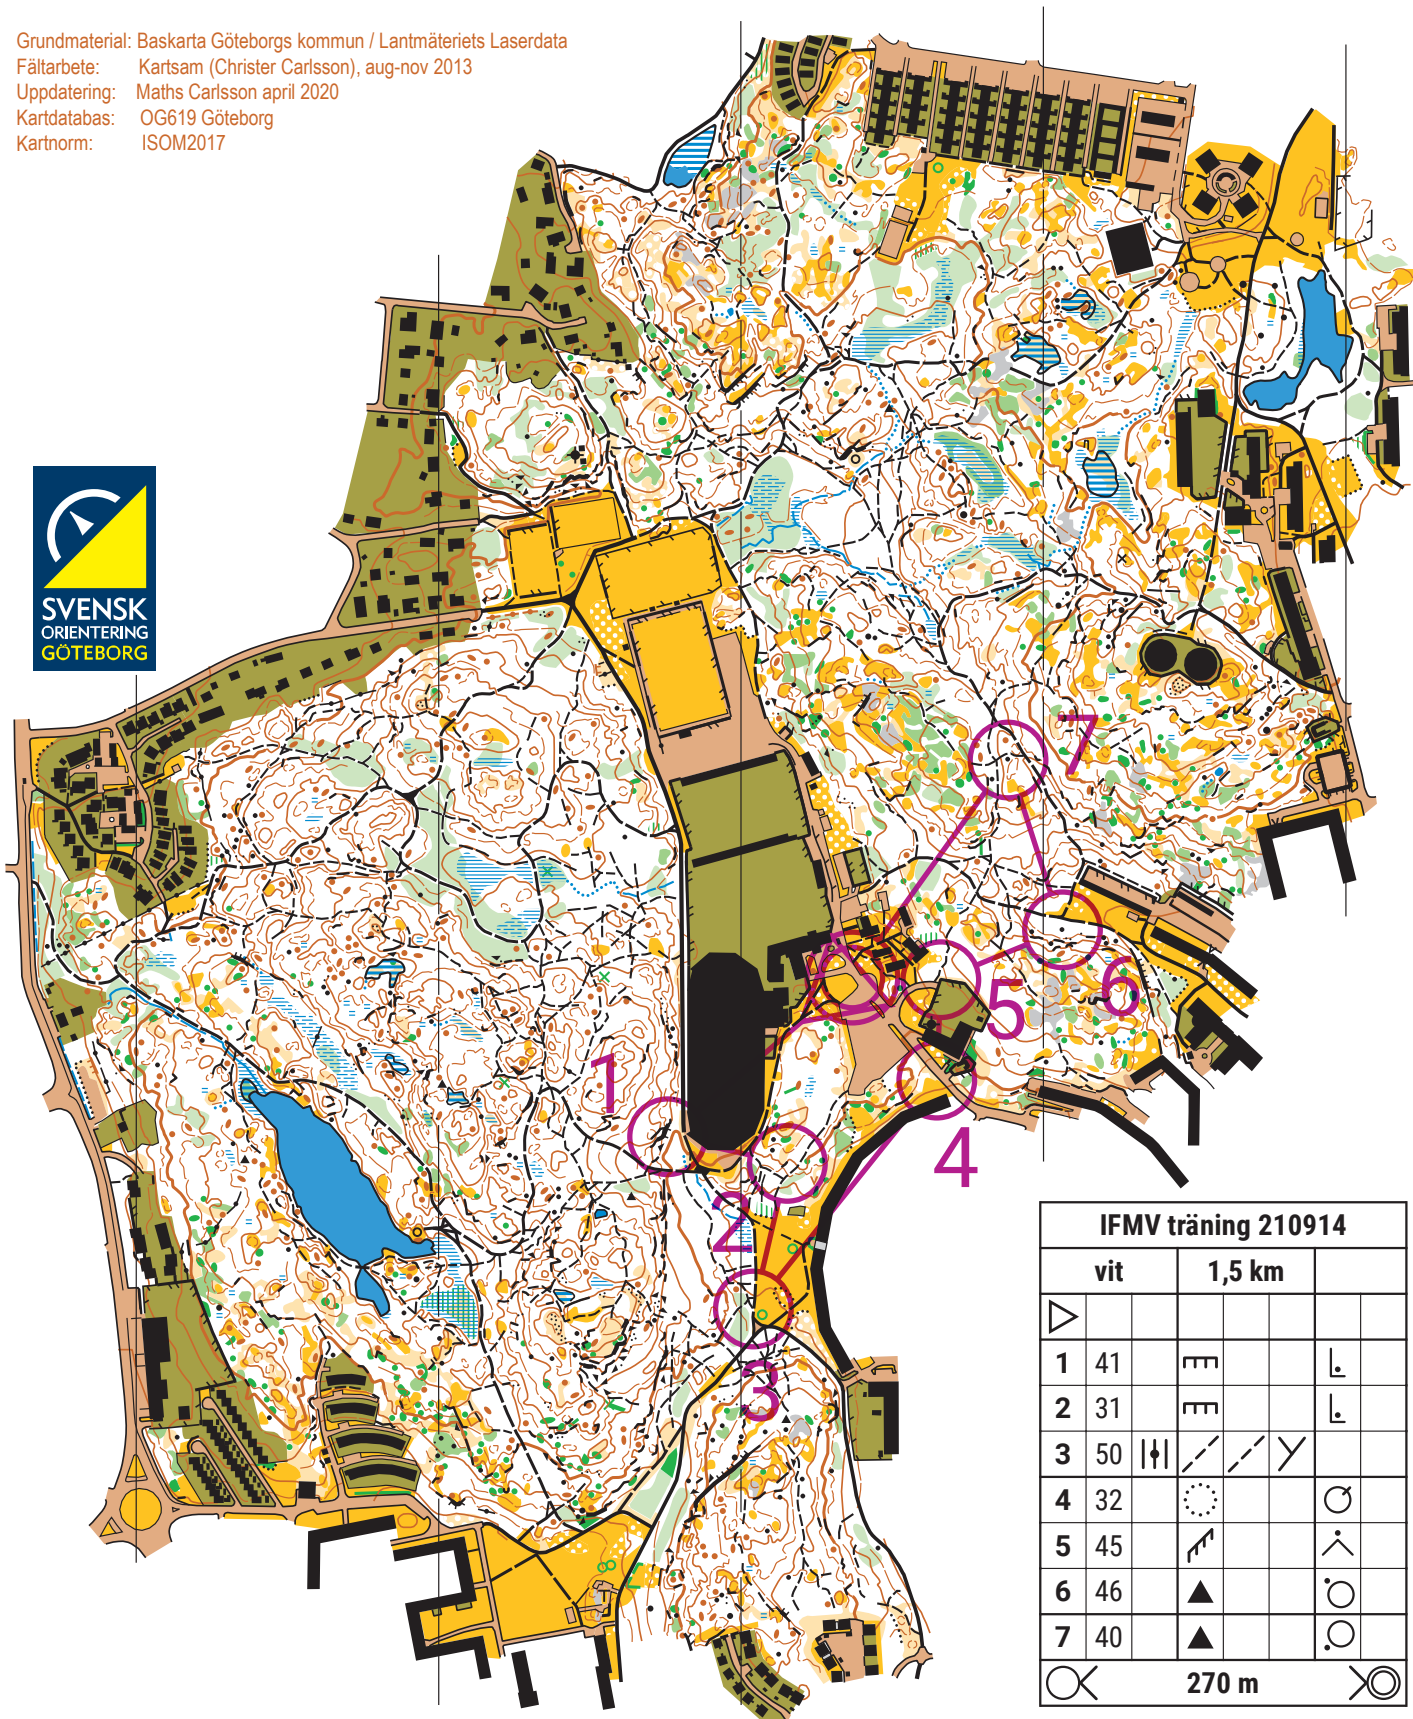 Grundmaterial: Baskarta Göteborgs kommun / Lantmäteriets Laserdata
Fältarbete: Kartsam (Christer Carlsson), aug-nov 2013
Uppdatering: Maths Carlsson april 2020
Kartdatabas: OG619 Göteborg
Kartnorm: ISOM2017
SVENSK
ORIENTERING
GÖTEBORG
7
6
5
1
4
2
3
IFMV träning 210914
vit 1,5 km
1 41
2 31
3 50
4 32
5 45
6 46
7 40
270 m